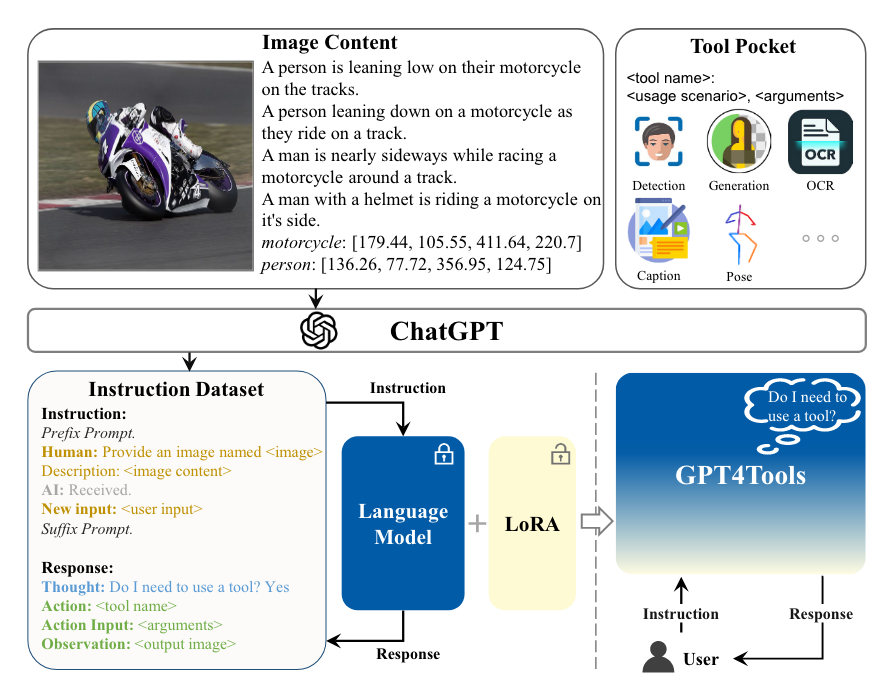 Image Content
A person is leaning low on their motorcycle
on the tracks.
A person leaning down on a motorcycle as
they ride on a track.
A man is nearly sideways while racing a
motorcycle around a track.
A man with a helmet is riding a motorcycle on
it's side.
motorcycle: [179.44, 105.55, 411.64, 220.7]
person: [136.26, 77.72, 356.95, 124.75]
Tool Pocket
<tool name>:
<usage scenario>, <arguments>
OCR
Detection
Generation
OCR
Caption
Pose
ChatGPT
Instruction Dataset
Instruction:
Prefix Prompt.
Human: Provide an image named <image>
Description: <image content>
AI: Received.
New input: <user input>
Suffix Prompt.
Response:
Thought: Do I need to use a tool? Yes
Action: <tool name>
Action Input: <arguments>
Observation: <output image>
Instruction
Language
Model
+
LoRA
Response
Do I need to
use a tool?
GPT4Tools
Instruction
Response
User